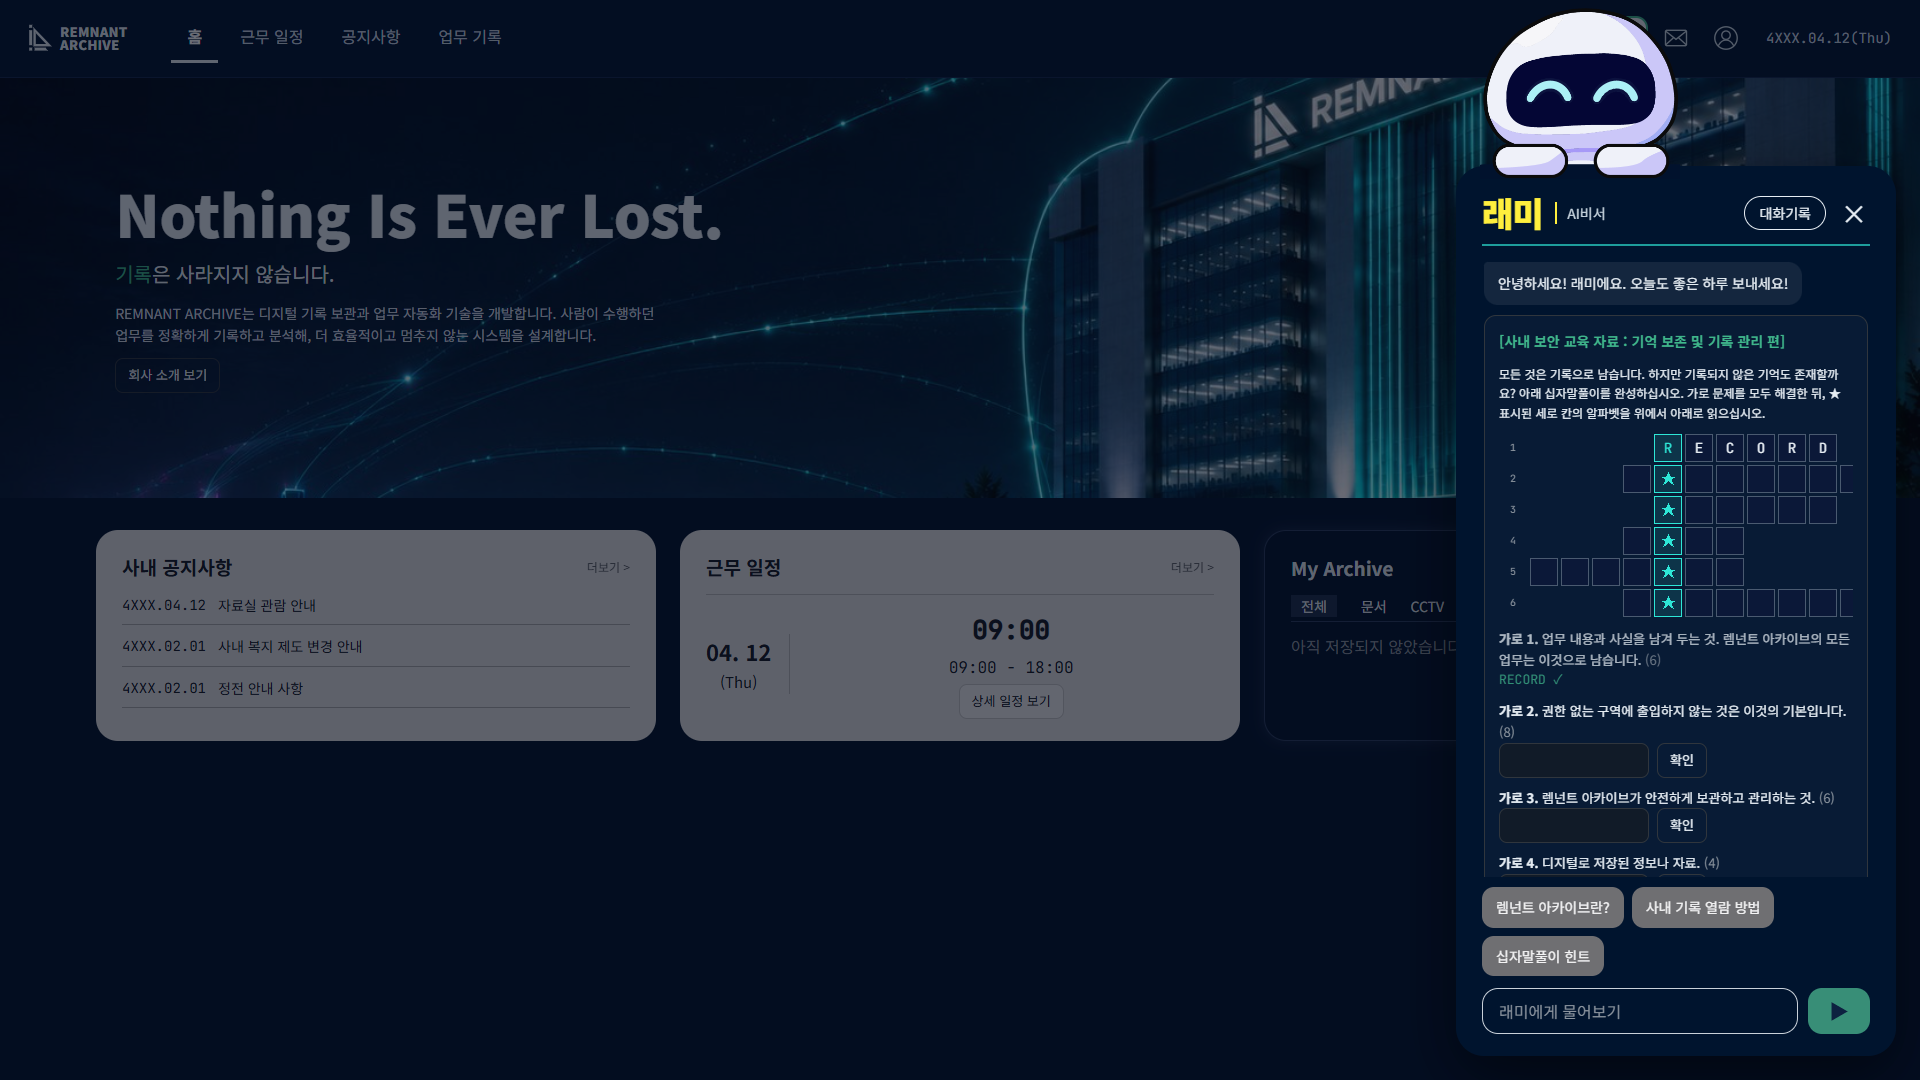 REMNANT
ARCHIVE
홈
근무 일정
공지사항
업무 기록
4XXX.04.12(Thu)
REMNA
Nothing Is Ever Lost.
기록은 사라지지 않습니다.
REMNANT ARCHIVE는 디지털 기록 보관과 업무 자동화 기술을 개발합니다. 사람이 수행하던
업무를 정확하게 기록하고 분석해, 더 효율적이고 멈추지 않는 시스템을 설계합니다.
회사 소개 보기
사내 공지사항
더보기 >
4XXX.04.12 자료실 관람 안내
4XXX.02.01 사내 복지 제도 변경 안내
4XXX.02.01 정전 안내 사항
근무 일정
더보기 >
04. 12
(Thu)
09:00
09:00 - 18:00
상세 일정 보기
My Archive
전체
문서
CCTV
아직 저장되지 않았습니다
래미
AI비서
대화기록
안녕하세요! 래미에요. 오늘도 좋은 하루 보내세요!
[사내 보안 교육 자료 : 기억 보존 및 기록 관리 편]
모든 것은 기록으로 남습니다. 하지만 기록되지 않은 기억도 존재할까
요? 아래 십자말풀이를 완성하십시오. 가로 문제를 모두 해결한 뒤, ★
표시된 세로 칸의 알파벳을 위에서 아래로 읽으십시오.
1 R E C O R D
2 ★
3 ★
4 ★
5 ★
6 ★
가로 1. 업무 내용과 사실을 남겨 두는 것. 렘넌트 아카이브의 모든
업무는 이것으로 남습니다. (6)
RECORD ✓
가로 2. 권한 없는 구역에 출입하지 않는 것은 이것의 기본입니다.
(8)
확인
가로 3. 렘넌트 아카이브가 안전하게 보관하고 관리하는 것. (6)
확인
가로 4. 디지털로 저장된 정보나 자료. (4)
렘넌트 아카이브란?
사내 기록 열람 방법
십자말풀이 힌트
래미에게 물어보기